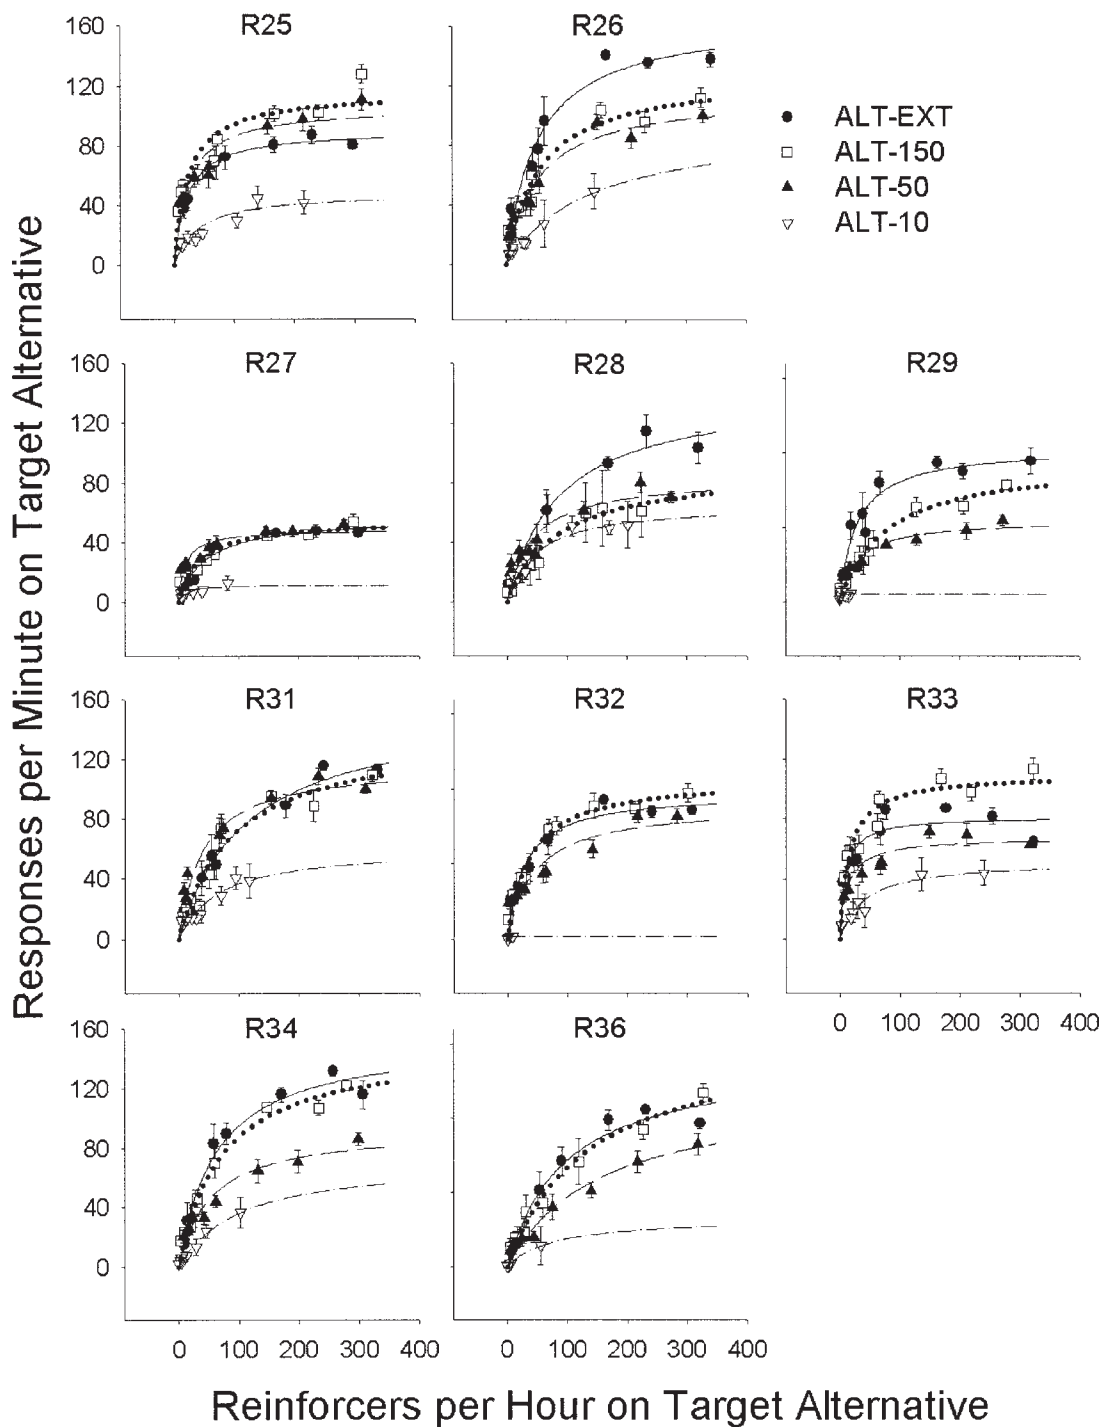 R25
R26
160
120
80
40
0
ALT-EXT
ALT-150
ALT-50
ALT-10
R27
R28
R29
160
120
80
40
0
R31
R32
R33
160
120
80
40
0
0 100 200 300 400
R34
R36
160
120
80
40
0
0 100 200 300 400
0 100 200 300 400
Responses per Minute on Target Alternative
Reinforcers per Hour on Target Alternative